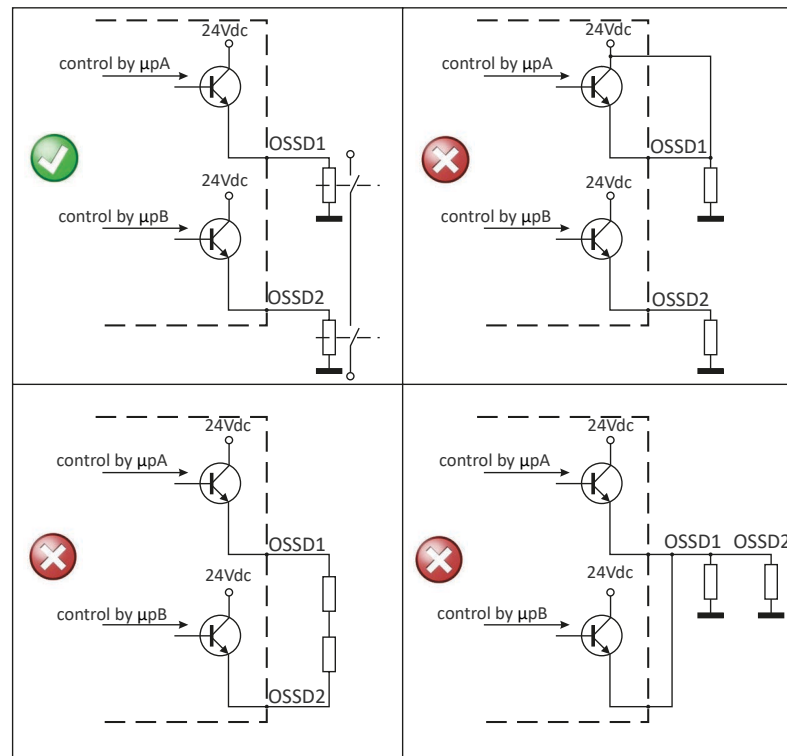 24Vdc
control by µpA
OSSD1
24Vdc
control by µpB
OSSD2
24Vdc
control by µpA
OSSD1
24Vdc
control by µpB
OSSD2
24Vdc
control by µpA
OSSD1
24Vdc
control by µpB
OSSD2
24Vdc
control by µpA
OSSD1 OSSD2
24Vdc
control by µpB